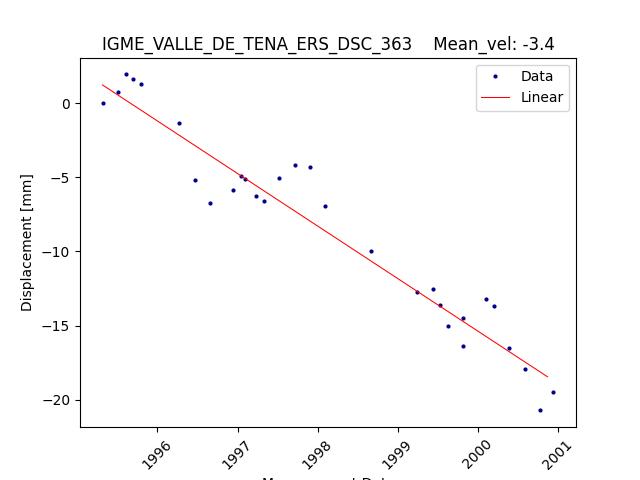 IGME_VALLE_DE_TENA_ERS_DSC_363    Mean_vel: -3.4
Data
Linear
Displacement [mm]
0
−5
−10
−15
−20
1996
1997
1998
1999
2000
2001